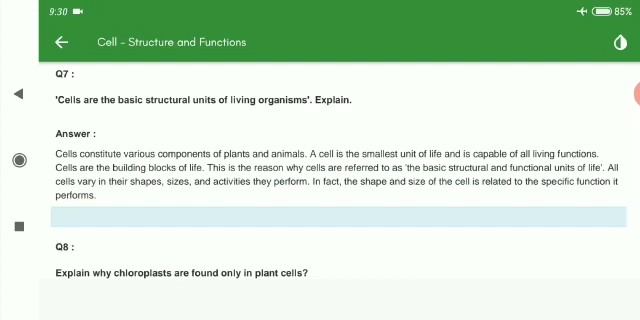 9:30
85%
Cell - Structure and Functions
Q7 :
'Cells are the basic structural units of living organisms'. Explain.
Answer :
Cells constitute various components of plants and animals. A cell is the smallest unit of life and is capable of all living functions.
Cells are the building blocks of life. This is the reason why cells are referred to as 'the basic structural and functional units of life'. All
cells vary in their shapes, sizes, and activities they perform. In fact, the shape and size of the cell is related to the specific function it
performs.
Q8 :
Explain why chloroplasts are found only in plant cells?